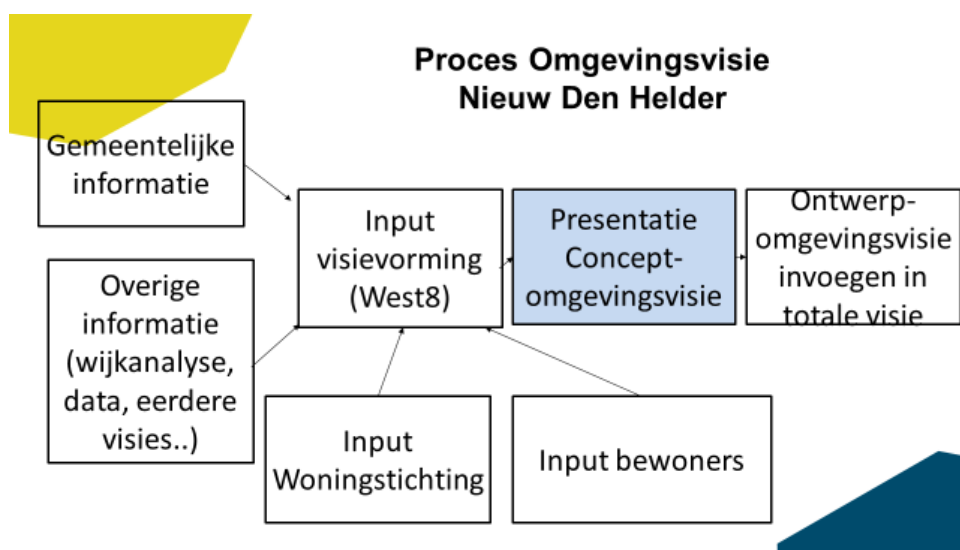 Proces Omgevingsvisie
Nieuw Den Helder
Gemeentelijke
informatie
Overige
informatie
(wijkanalyse,
data, eerdere
visies..)
Input
visievorming
(West8)
Presentatie
Concept-
omgevingsvisie
Ontwerp-
omgevingsvisie
invoegen in
totale visie
Input
Woningstichting
Input bewoners